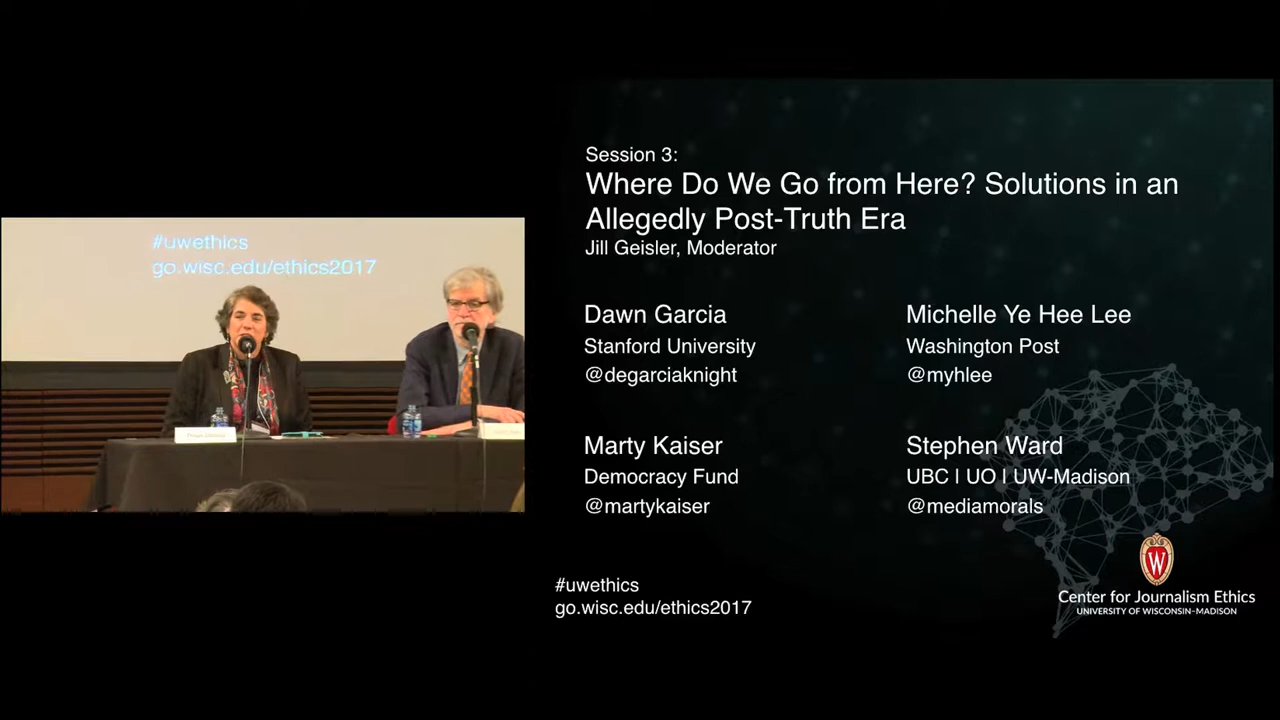 #uwethics
go.wisc.edu/ethics2017
Session 3:
Where Do We Go from Here? Solutions in an
Allegedly Post-Truth Era
Jill Geisler, Moderator
Dawn Garcia
Stanford University
@degarciaknight
Michelle Ye Hee Lee
Washington Post
@myhlee
Marty Kaiser
Democracy Fund
@martykaiser
Stephen Ward
UBC | UO | UW-Madison
@mediamorals
#uwethics
go.wisc.edu/ethics2017
W
Center for Journalism Ethics
UNIVERSITY OF WISCONSIN-MADISON